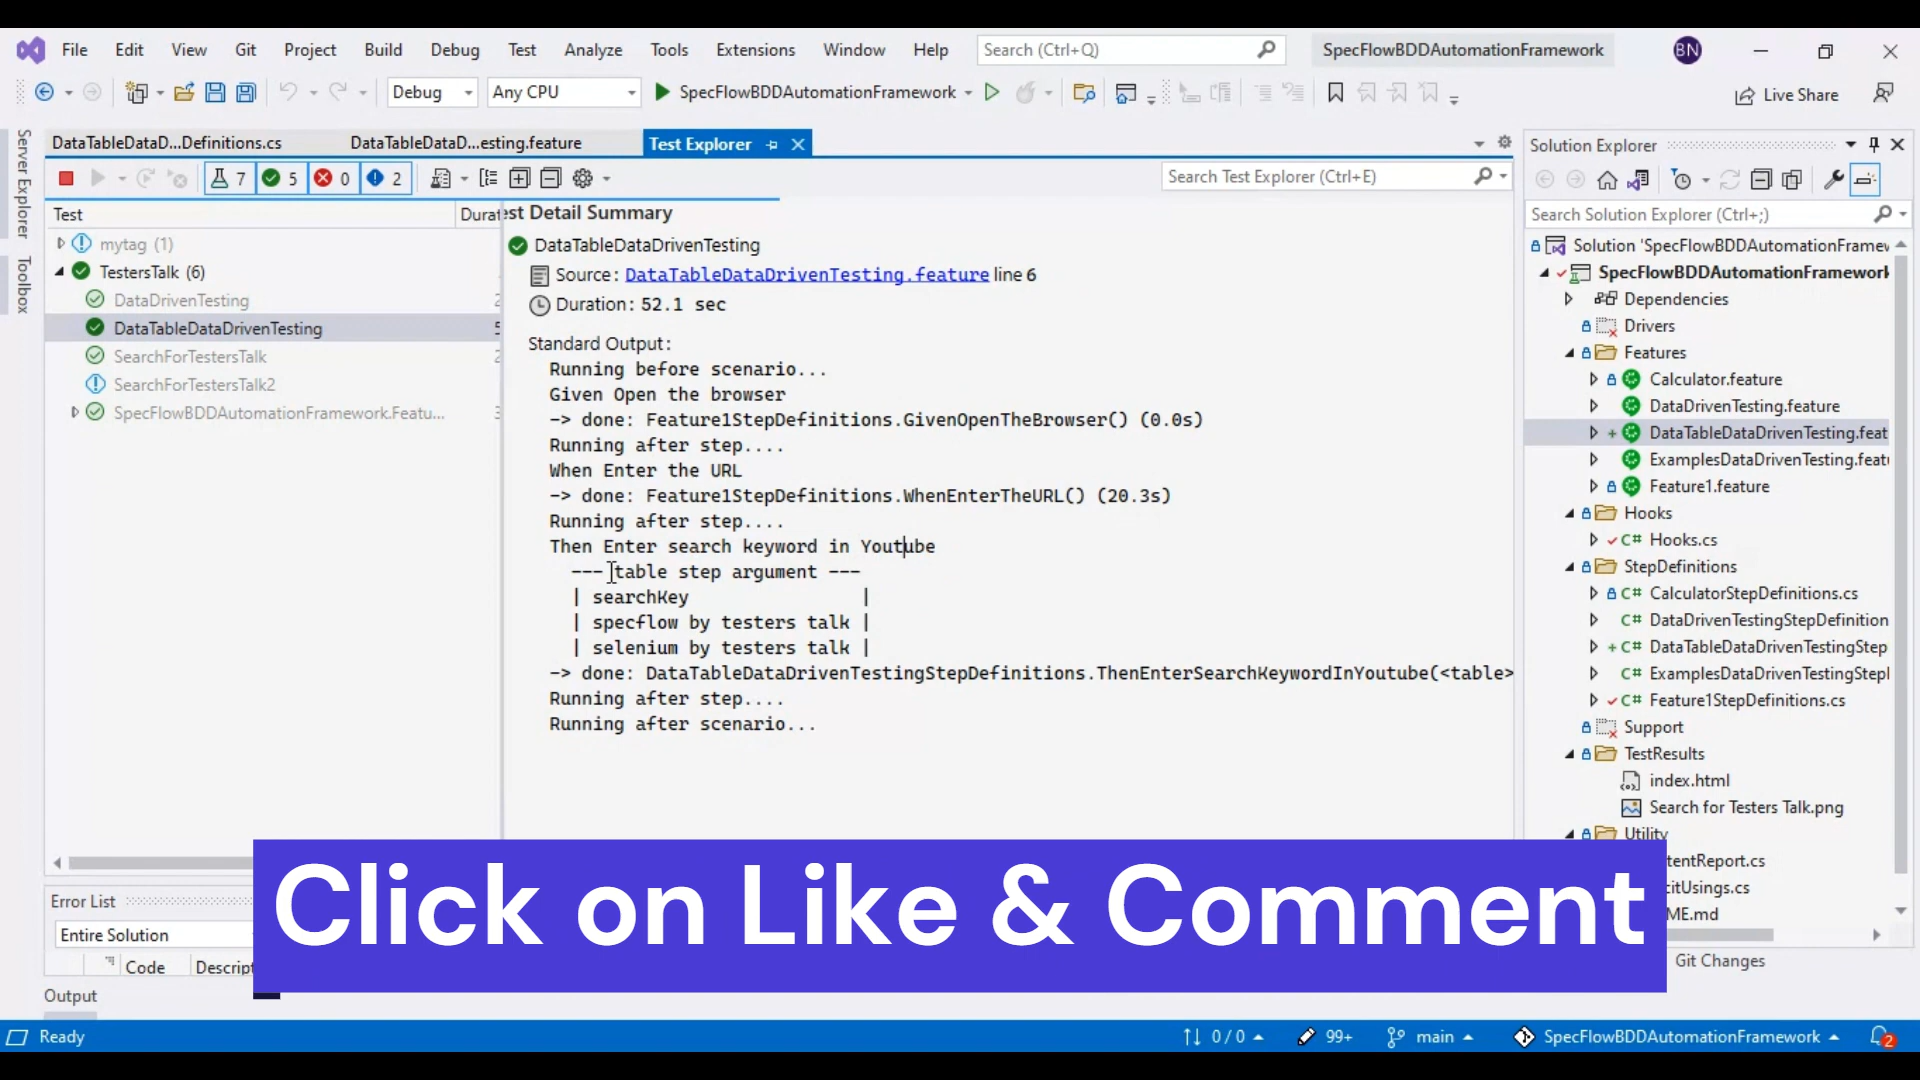 File Edit View Git Project Build Debug Test Analyze Tools Extensions Window Help Search (Ctrl+Q) SpecFlowBDDAutomationFramework BN
Debug Any CPU SpecFlowBDDAutomationFramework Live Share
Server Explorer
Toolbox
DataTableDataD...Definitions.cs DataTableDataD...esting.feature Test Explorer
7 5 0 2 Search Test Explorer (Ctrl+E)
Test Durat
mytag (1)
TestersTalk (6)
DataDrivenTesting
DataTableDataDrivenTesting
SearchForTestersTalk
SearchForTestersTalk2
SpecFlowBDDAutomationFramework.Featu...
est Detail Summary
DataTableDataDrivenTesting
Source: DataTableDataDrivenTesting.feature line 6
Duration: 52.1 sec
Standard Output:
Running before scenario...
Given Open the browser
-> done: Feature1StepDefinitions.GivenOpenTheBrowser() (0.0s)
Running after step....
When Enter the URL
-> done: Feature1StepDefinitions.WhenEnterTheURL() (20.3s)
Running after step....
Then Enter search keyword in Youtube
--- table step argument ---
| searchKey |
| specflow by testers talk |
| selenium by testers talk |
-> done: DataTableDataDrivenTestingStepDefinitions.ThenEnterSearchKeywordInYoutube(<table>
Running after step....
Running after scenario...
Solution Explorer
Search Solution Explorer (Ctrl+;)
Solution 'SpecFlowBDDAutomationFramew
SpecFlowBDDAutomationFramework
Dependencies
Drivers
Features
Calculator.feature
DataDrivenTesting.feature
DataTableDataDrivenTesting.feat
ExamplesDataDrivenTesting.feat
Feature1.feature
Hooks
C# Hooks.cs
StepDefinitions
C# CalculatorStepDefinitions.cs
C# DataDrivenTestingStepDefinition
C# DataTableDataDrivenTestingStep
C# ExamplesDataDrivenTestingStep
C# Feature1StepDefinitions.cs
Support
TestResults
index.html
Search for Testers Talk.png
Utility
tentReport.cs
citUsings.cs
ME.md
Git Changes
Error List
Entire Solution
Code Descript
Output
Click on Like & Comment
Ready 0 / 0 99+ main SpecFlowBDDAutomationFramework 2